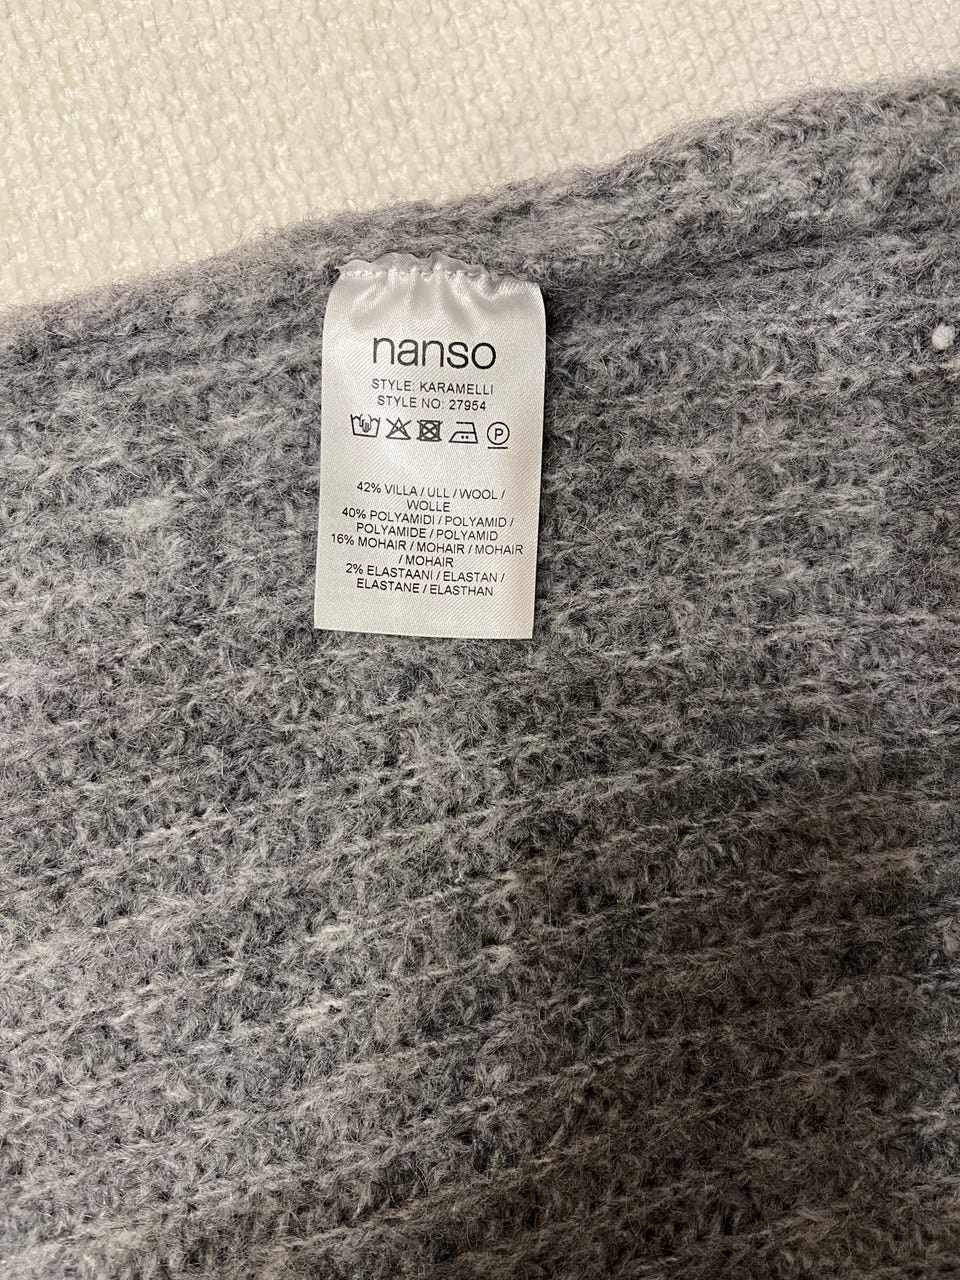 nanso
STYLE: KARAMELLI
STYLE NO: 27954
P
42% VILLA / ULL / WOOL /
WOLLE
40% POLYAMIDI / POLYAMID /
POLYAMIDE / POLYAMID
16% MOHAIR / MOHAIR / MOHAIR
/ MOHAIR
2% ELASTAANI / ELASTAN /
ELASTANE / ELASTHAN